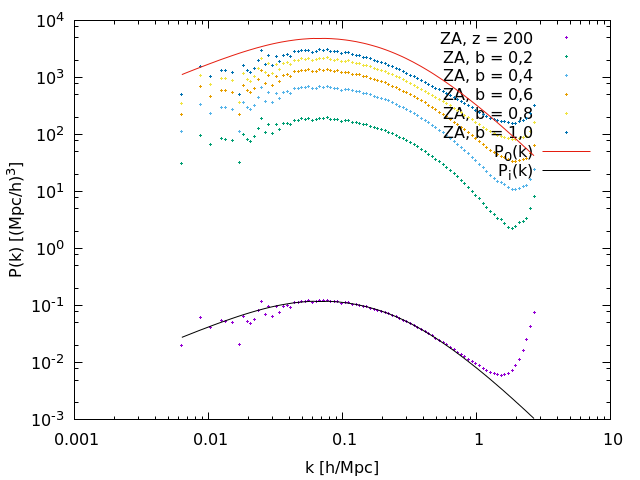 10^4
10^3
10^2
10^1
10^0
10^-1
10^-2
10^-3
P(k) [(Mpc/h)^3]
ZA, z = 200
ZA, b = 0,2
ZA, b = 0,4
ZA, b = 0,6
ZA, b = 0,8
ZA, b = 1,0
P_0(k)
P_i(k)
0.001
0.01
0.1
1
10
k [h/Mpc]